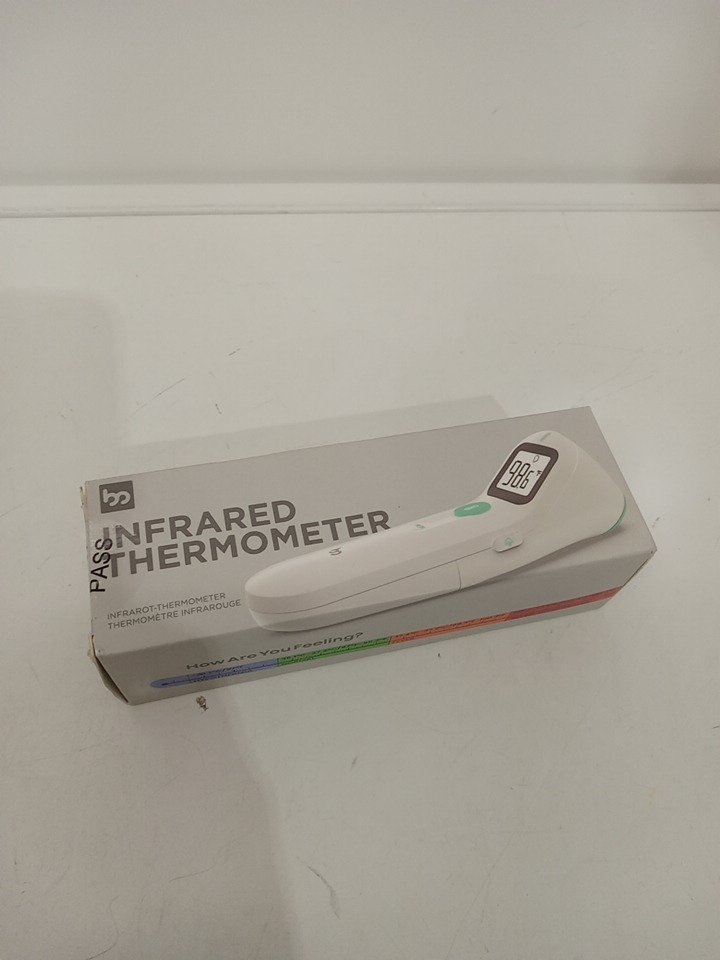 PASS
INFRARED
THERMOMETER
INFRAROT-THERMOMETER
THERMOMÈTRE INFRAROUGE
98.6 °F
How Are You Feeling?